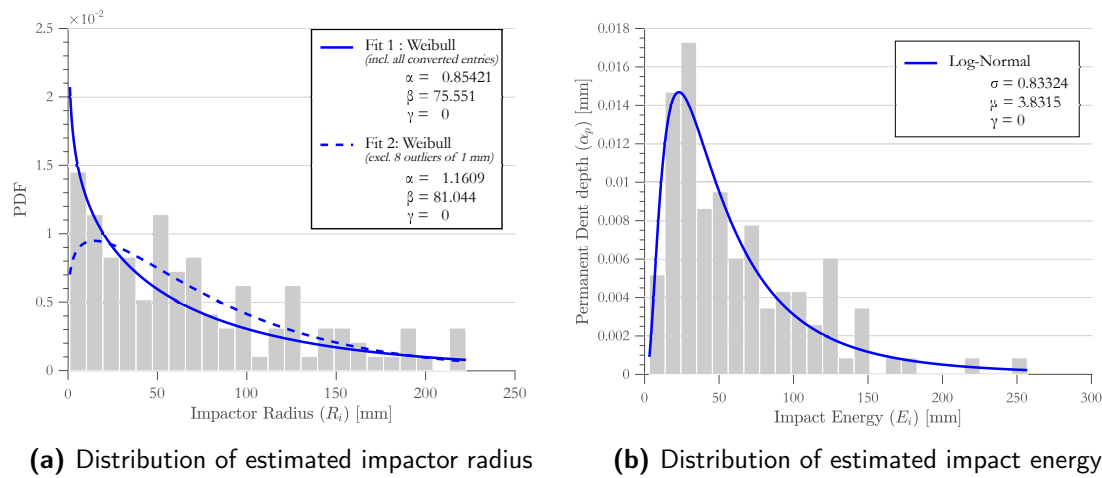 ×10⁻²
2.5
2
1.5
1
0.5
0
PDF
0 50 100 150 200 250
Impactor Radius (Rᵢ) [mm]
Fit 1 : Weibull
(incl. all converted entries)
α = 0.85421
β = 75.551
γ = 0
Fit 2: Weibull
(excl. 8 outliers of 1 mm)
α = 1.1609
β = 81.044
γ = 0
(a) Distribution of estimated impactor radius
0.018
0.016
0.014
0.012
0.01
0.008
0.006
0.004
0.002
0
Permanent Dent depth (αₚ) [mm]
0 50 100 150 200 250 300
Impact Energy (Eᵢ) [mm]
Log-Normal
σ = 0.83324
μ = 3.8315
γ = 0
(b) Distribution of estimated impact energy